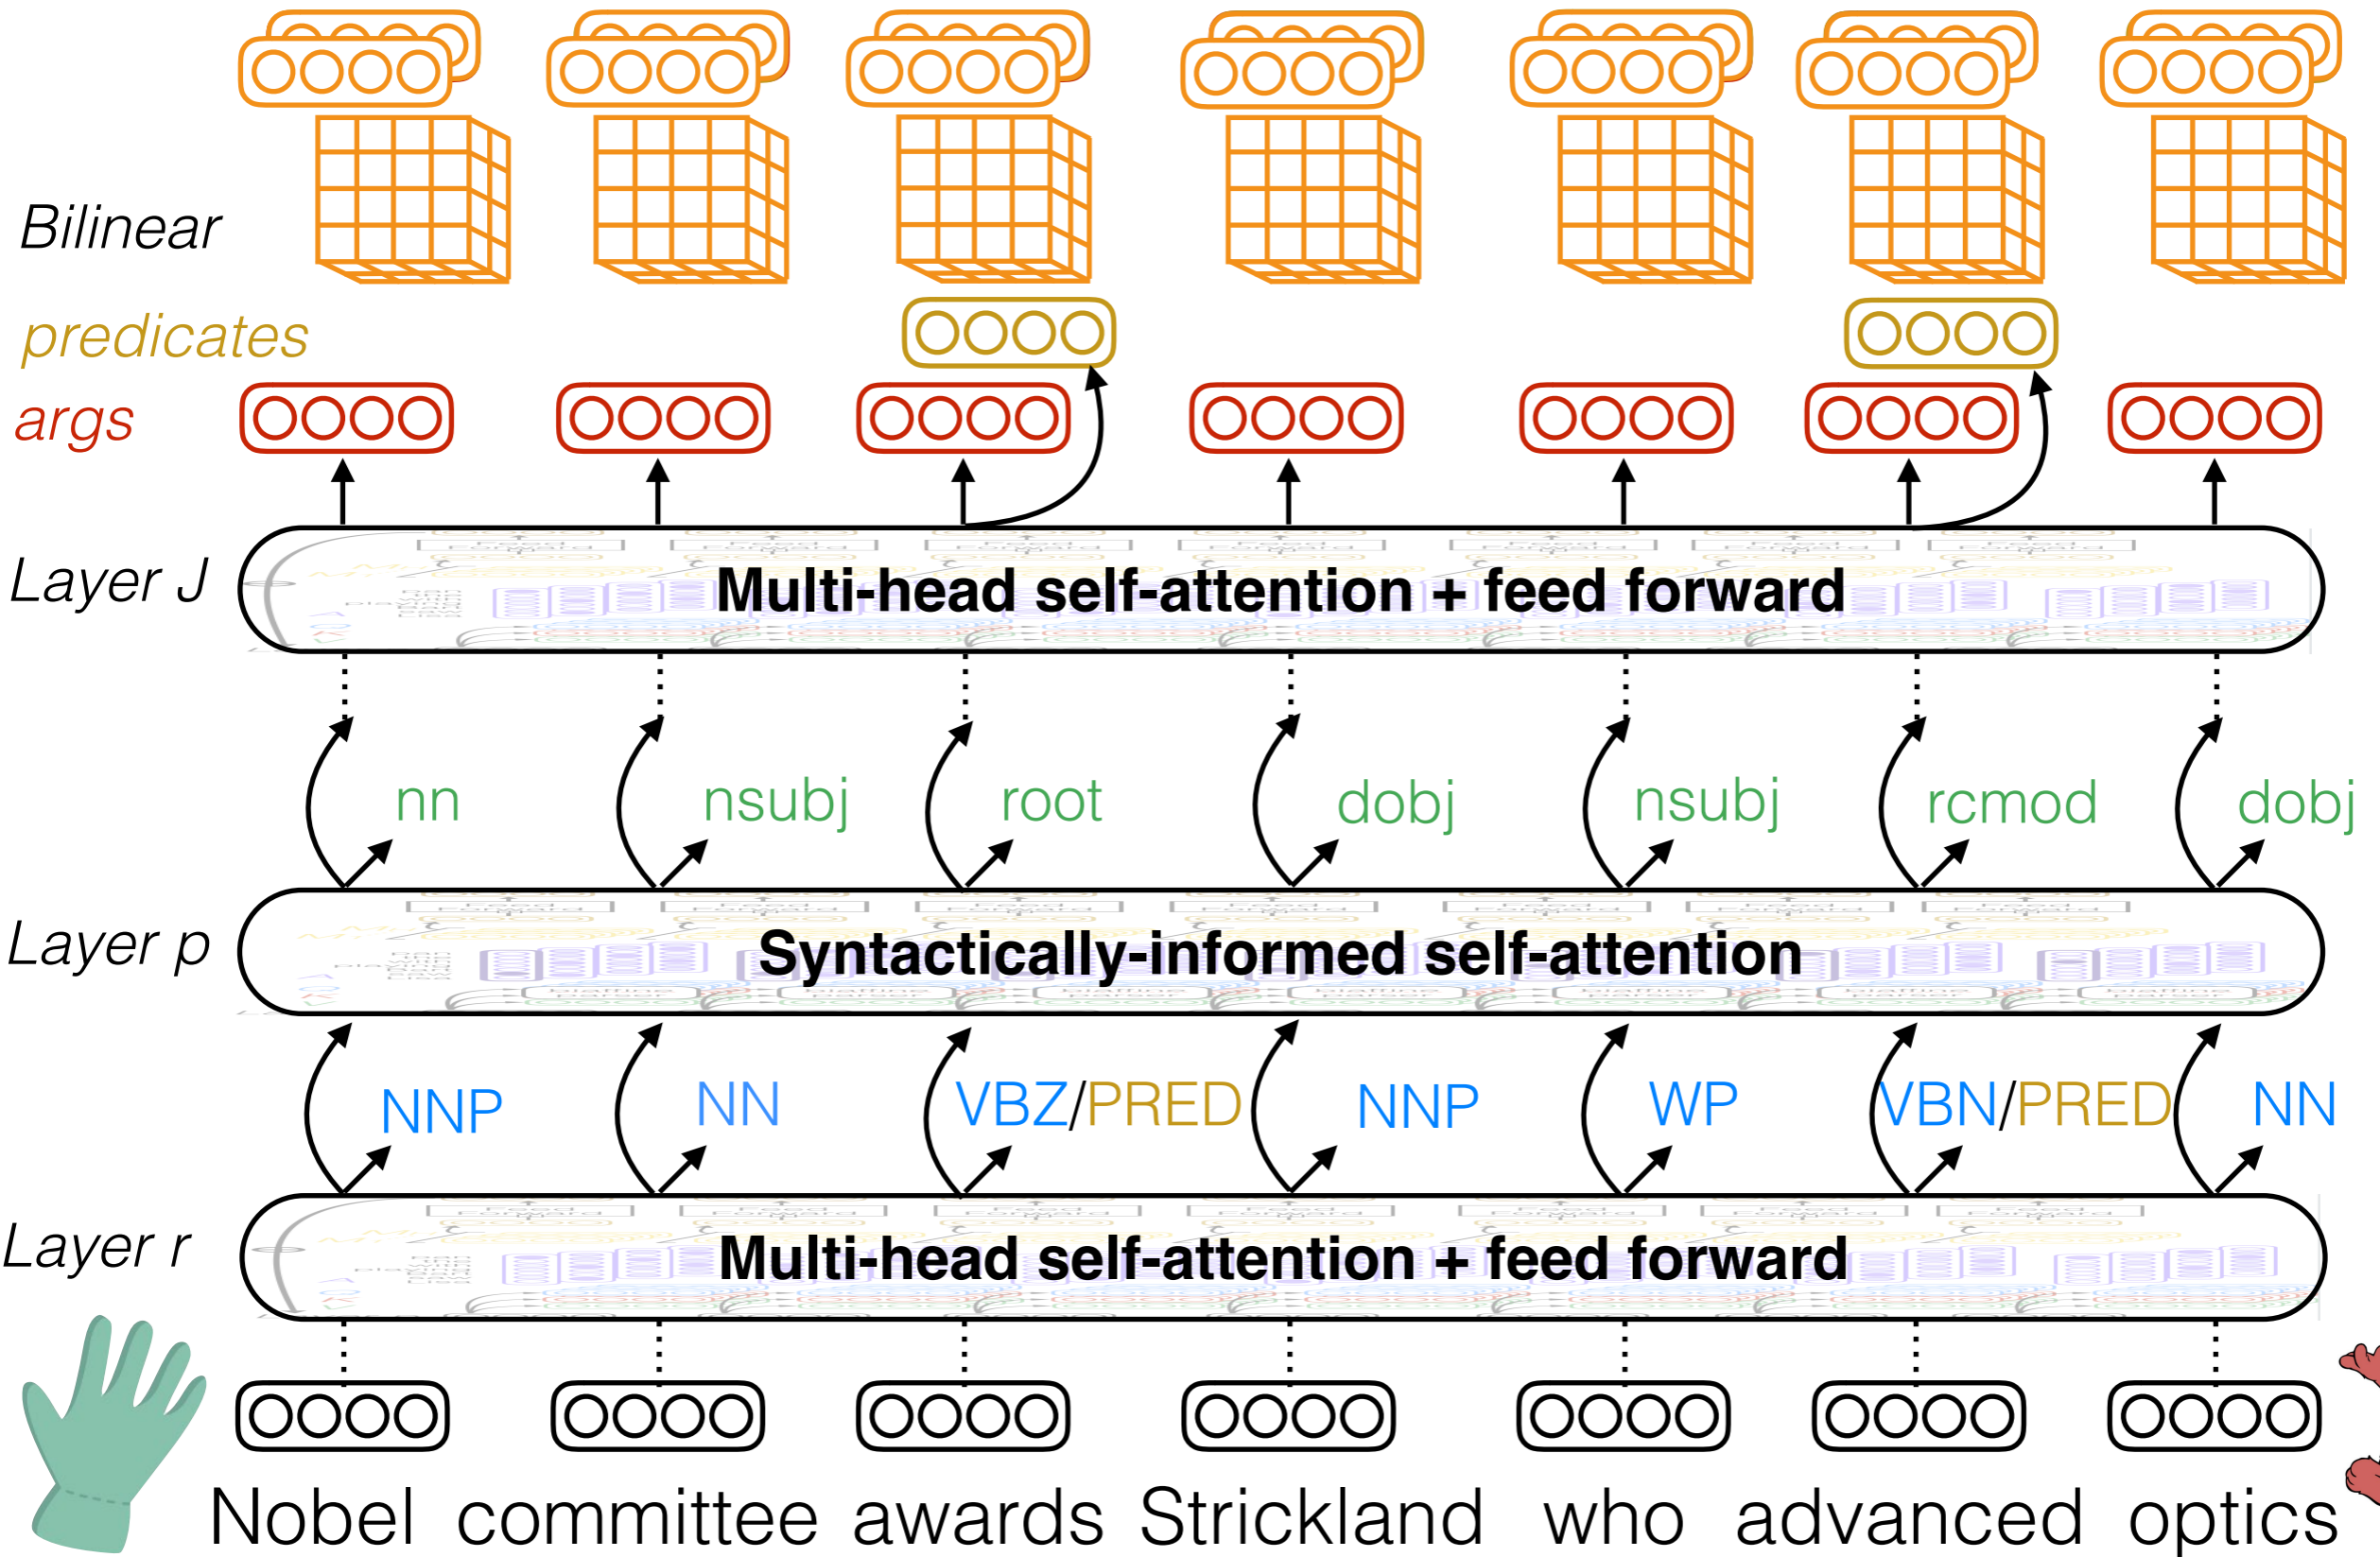 Bilinear
predicates
args
Layer J Multi-head self-attention + feed forward
nn nsubj root dobj nsubj rcmod dobj
Layer p Syntactically-informed self-attention
NNP NN VBZ/PRED NNP WP VBN/PRED NN
Layer r Multi-head self-attention + feed forward
Nobel committee awards Strickland who advanced optics